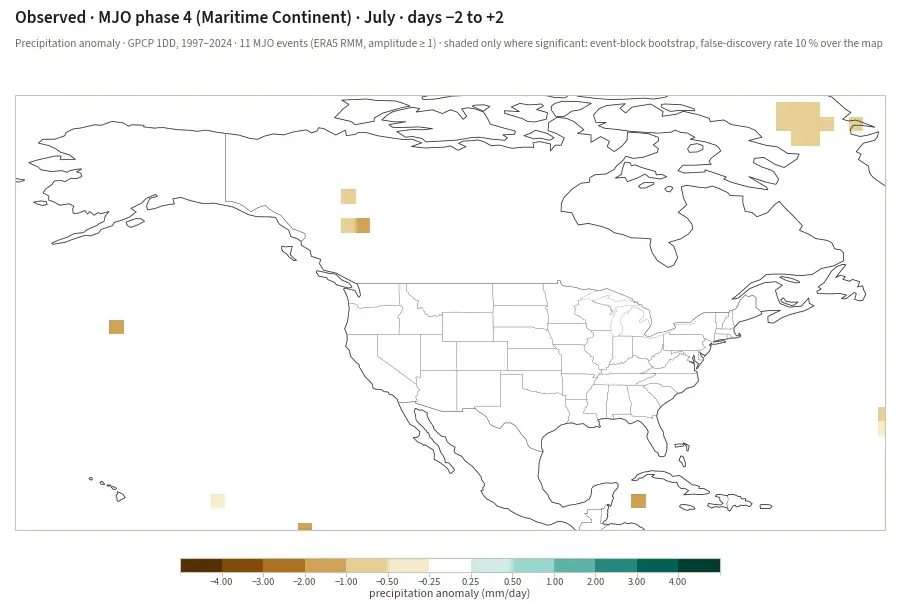 Observed · MJO phase 4 (Maritime Continent) · July · days −2 to +2
Precipitation anomaly · GPCP 1DD, 1997–2024 · 11 MJO events (ERA5 RMM, amplitude ≥ 1) · shaded only where significant: event-block bootstrap, false-discovery rate 10 % over the map
−4.00 −3.00 −2.00 −1.00 −0.50 −0.25 0.25 0.50 1.00 2.00 3.00 4.00
precipitation anomaly (mm/day)